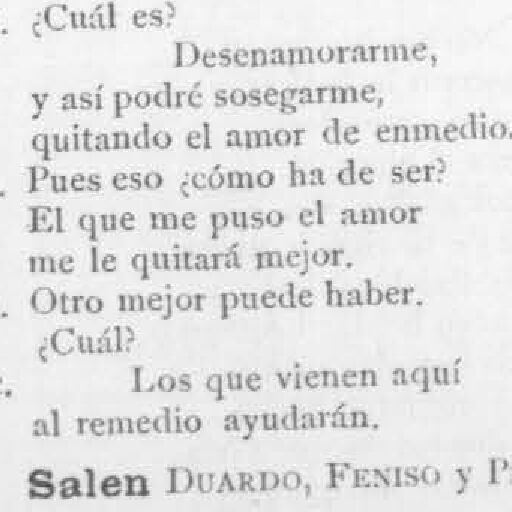 ¿Cuál es?
Desenamorarme,
y así podré sosegarme,
quitando el amor de enmedio.
Pues eso ¿cómo ha de ser?
El que me puso el amor
me le quitará mejor.
Otro mejor puede haber.
¿Cuál?
Los que vienen aquí
al remedio ayudarán.
Salen DUARDO, FENISO y